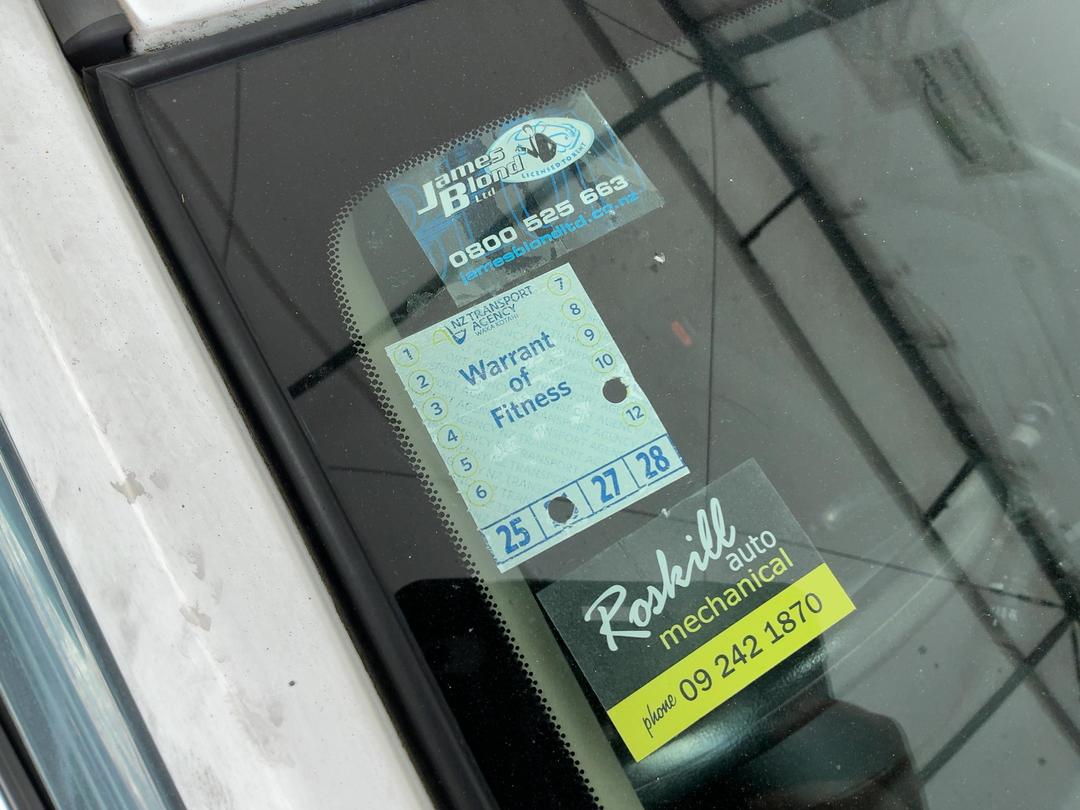 James
Blond
Ltd
LICENSED TO RENT
0800 525 663
jamesblondltd.co.nz
NZ TRANSPORT
AGENCY
WAKA KOTAHI
Warrant
of
Fitness
1
2
3
4
5
6
7
8
9
10
12
25 27 28
Roskill
auto
mechanical
phone 09 242 1870